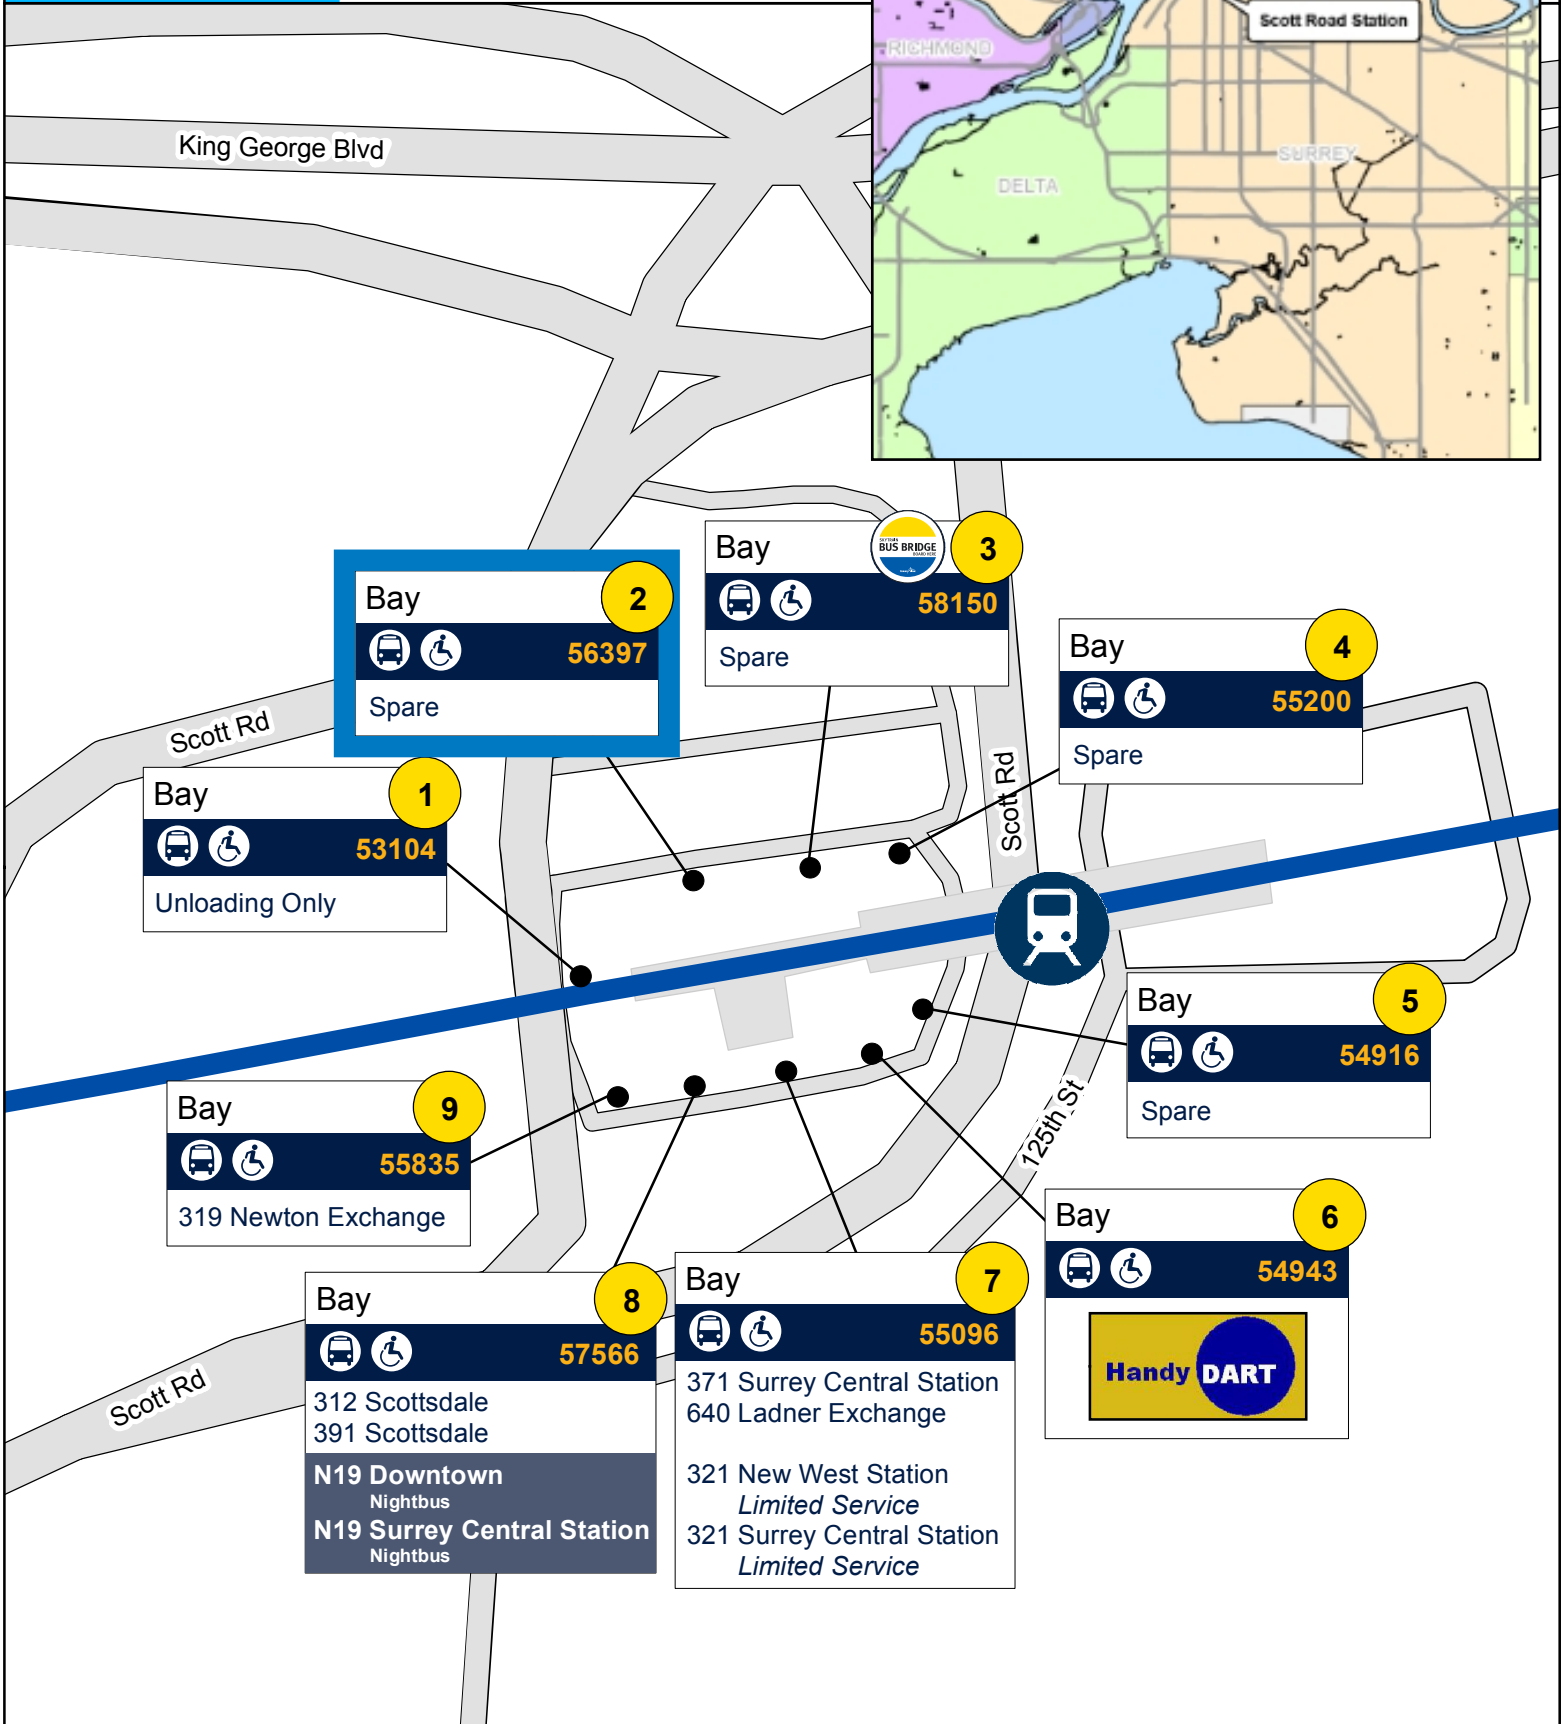 Scott Road Station
RICHMOND
SURREY
DELTA
King George Blvd
Bay 3
SKYTRAIN
BUS BRIDGE
BOARD HERE
58150
Spare
Bay 2
56397
Spare
Bay 4
55200
Spare
Scott Rd
Scott Rd
Bay 1
53104
Unloading Only
Bay 5
54916
Spare
125th St
Bay 9
55835
319 Newton Exchange
Bay 6
54943
Handy DART
Bay 8
57566
312 Scottsdale
391 Scottsdale
N19 Downtown
Nightbus
N19 Surrey Central Station
Nightbus
Bay 7
55096
371 Surrey Central Station
640 Ladner Exchange
321 New West Station
Limited Service
321 Surrey Central Station
Limited Service
Scott Rd